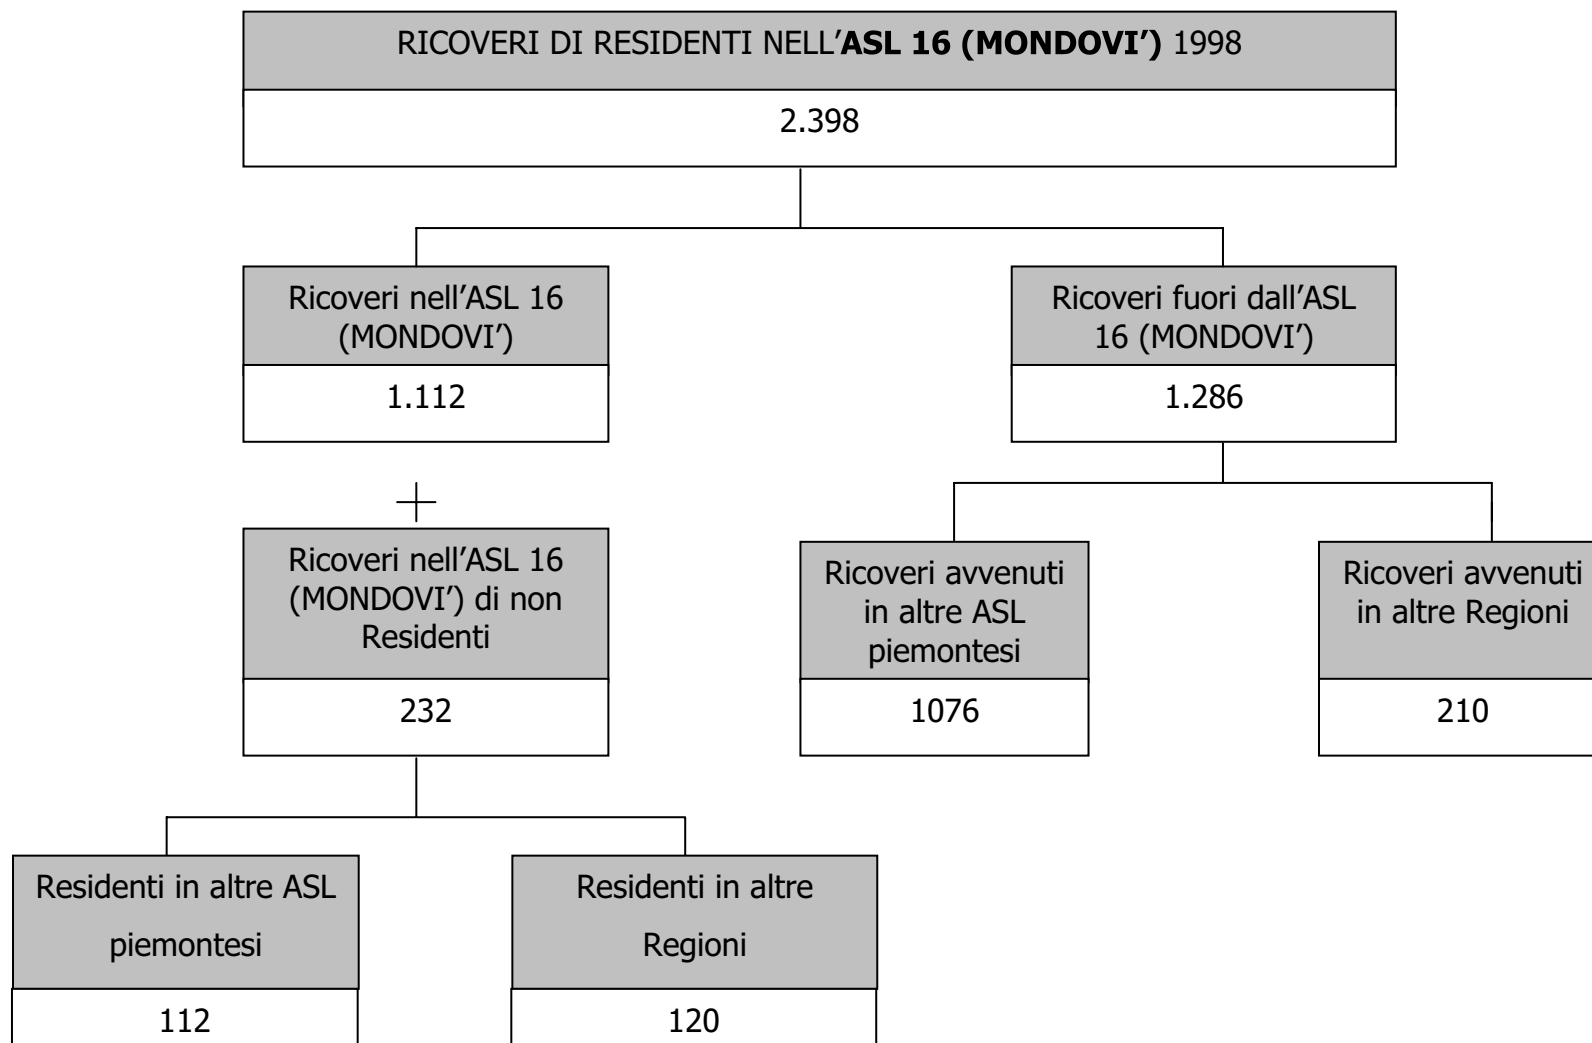 RICOVERI DI RESIDENTI NELL’ASL 16 (MONDOVI’) 1998
2.398
Ricoveri nell’ASL 16
(MONDOVI’)
1.112
Ricoveri fuori dall’ASL
16 (MONDOVI’)
1.286
Ricoveri nell’ASL 16
(MONDOVI’) di non
Residenti
232
Ricoveri avvenuti
in altre ASL
piemontesi
1076
Ricoveri avvenuti
in altre Regioni
210
Residenti in altre ASL
piemontesi
112
Residenti in altre
Regioni
120